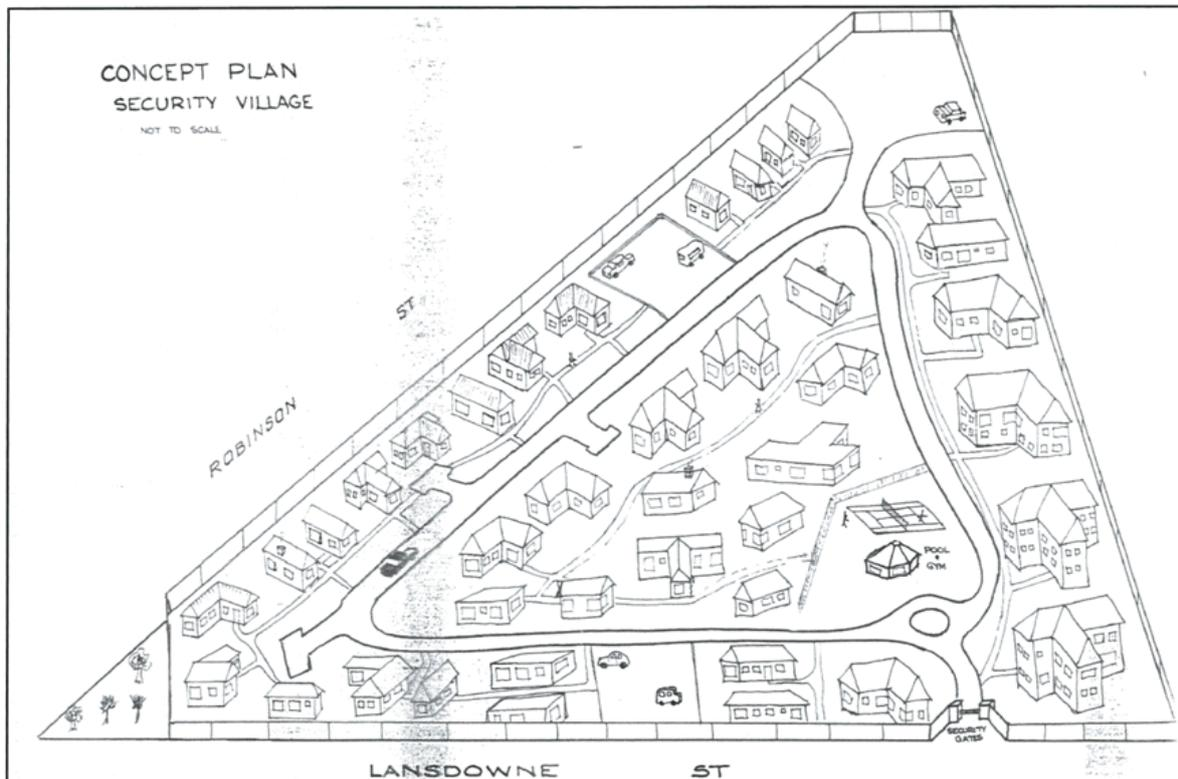 CONCEPT PLAN
SECURITY VILLAGE
NOT TO SCALE
ROBINSON ST
POOL
+
GYM
SECURITY
GATES
LANSDOWNE ST